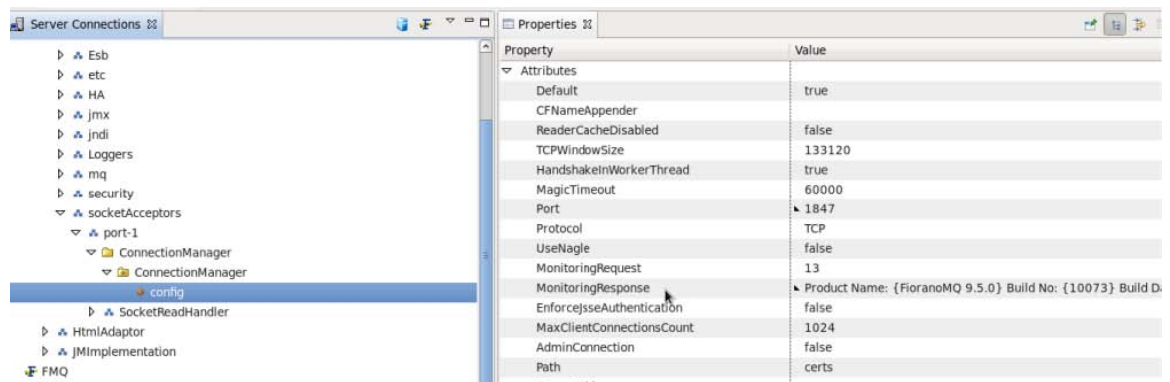 Server Connections
Esb
etc
HA
jmx
jndi
Loggers
mq
security
socketAcceptors
port-1
ConnectionManager
ConnectionManager
config
SocketReadHandler
HtmlAdaptor
JMImplementation
FMQ
Properties
Property Value
Attributes
Default true
CFNameAppender
ReaderCacheDisabled false
TCPWindowSize 133120
HandshakeInWorkerThread true
MagicTimeout 60000
Port 1847
Protocol TCP
UseNagle false
MonitoringRequest 13
MonitoringResponse Product Name: {FioranoMQ 9.5.0} Build No: {10073} Build Da
EnforceJsseAuthentication false
MaxClientConnectionsCount 1024
AdminConnection false
Path certs